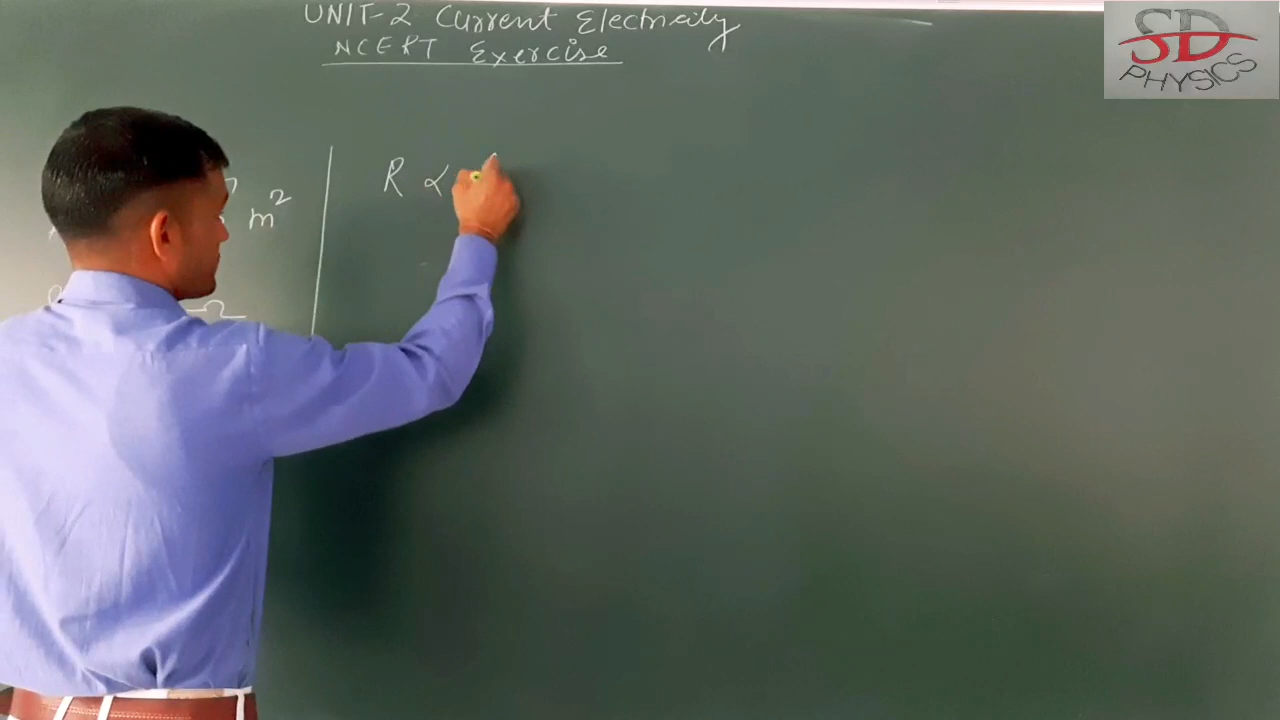 UNIT-2 Current Electricity
NCERT Exercise
SD
PHYSICS
R ∝
m²
Ω